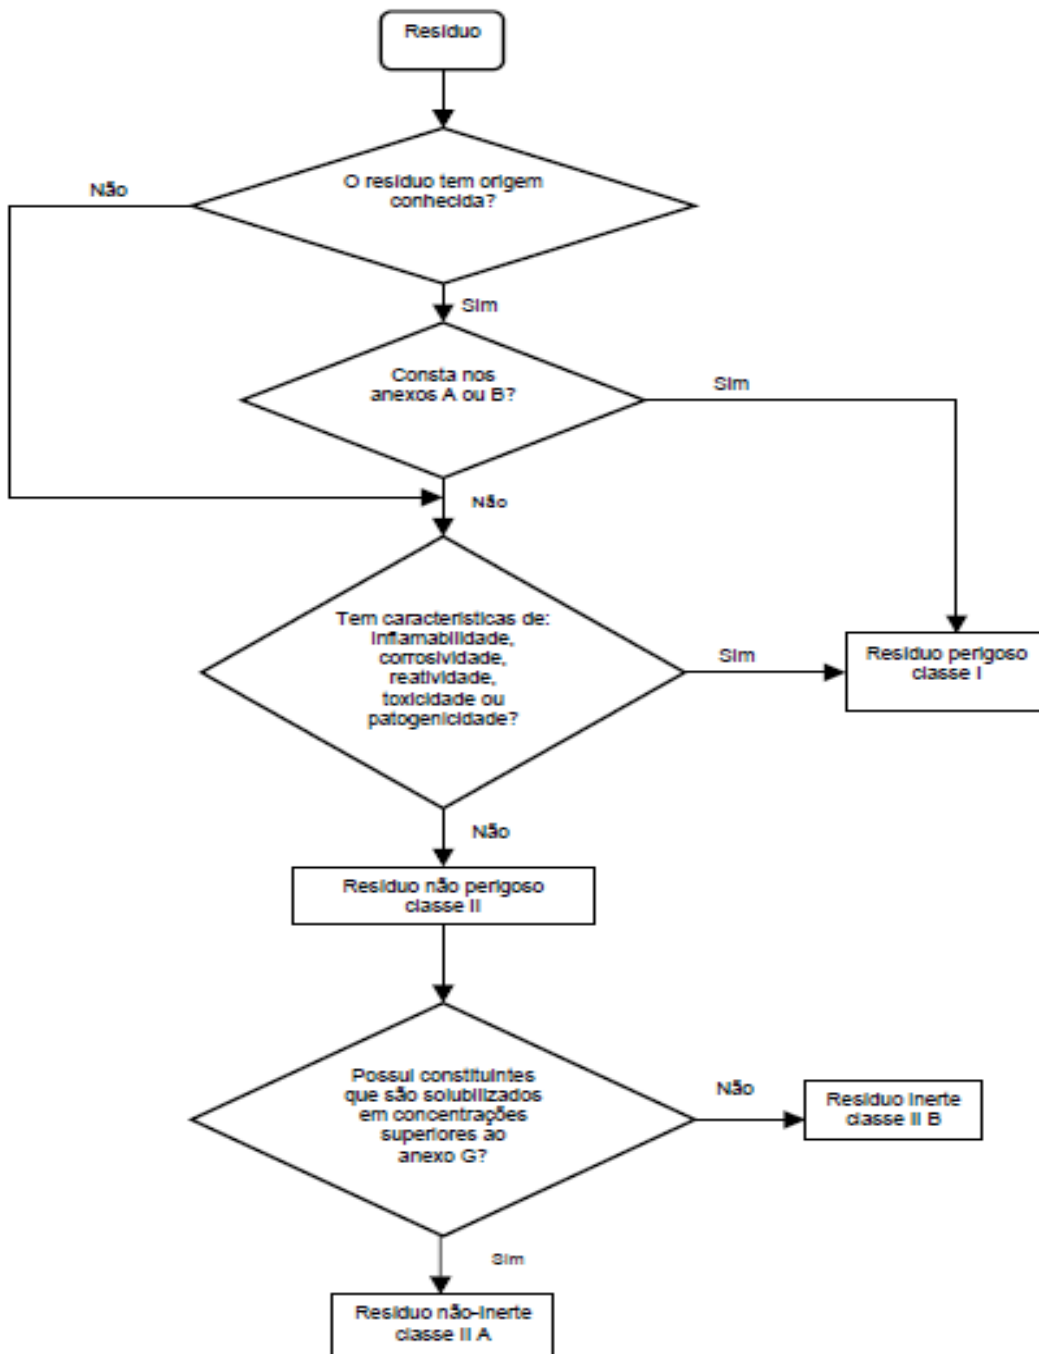 Resíduo
O resíduo tem origem
conhecida?
Não
Sim
Consta nos
anexos A ou B?
Sim
Não
Tem características de:
inflamabilidade,
corrosividade,
reatividade,
toxicidade ou
patogenicidade?
Sim
Resíduo perigoso
classe I
Não
Resíduo não perigoso
classe II
Possui constituintes
que são solubilizados
em concentrações
superiores ao
anexo G?
Não
Resíduo inerte
classe II B
Sim
Resíduo não-inerte
classe II A